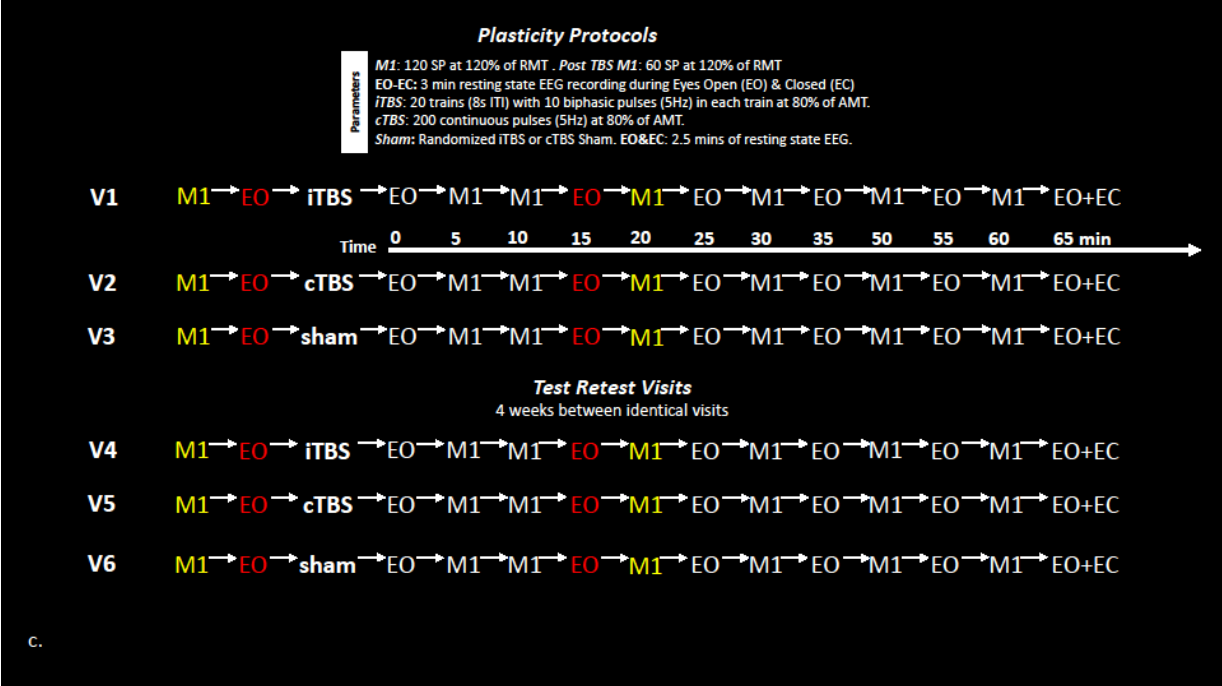 Plasticity Protocols
Parameters
M1: 120 SP at 120% of RMT . Post TBS M1: 60 SP at 120% of RMT
EO-EC: 3 min resting state EEG recording during Eyes Open (EO) & Closed (EC)
iTBS: 20 trains (8s ITI) with 10 biphasic pulses (5Hz) in each train at 80% of AMT.
cTBS: 200 continuous pulses (5Hz) at 80% of AMT.
Sham: Randomized iTBS or cTBS Sham. EO&EC: 2.5 mins of resting state EEG.
V1 M1 EO iTBS EO M1 M1 EO M1 EO M1 EO M1 EO M1 EO+EC
Time 0 5 10 15 20 25 30 35 50 55 60 65 min
V2 M1 EO cTBS EO M1 M1 EO M1 EO M1 EO M1 EO M1 EO+EC
V3 M1 EO sham EO M1 M1 EO M1 EO M1 EO M1 EO M1 EO+EC
Test Retest Visits
4 weeks between identical visits
V4 M1 EO iTBS EO M1 M1 EO M1 EO M1 EO M1 EO M1 EO+EC
V5 M1 EO cTBS EO M1 M1 EO M1 EO M1 EO M1 EO M1 EO+EC
V6 M1 EO sham EO M1 M1 EO M1 EO M1 EO M1 EO M1 EO+EC
c.